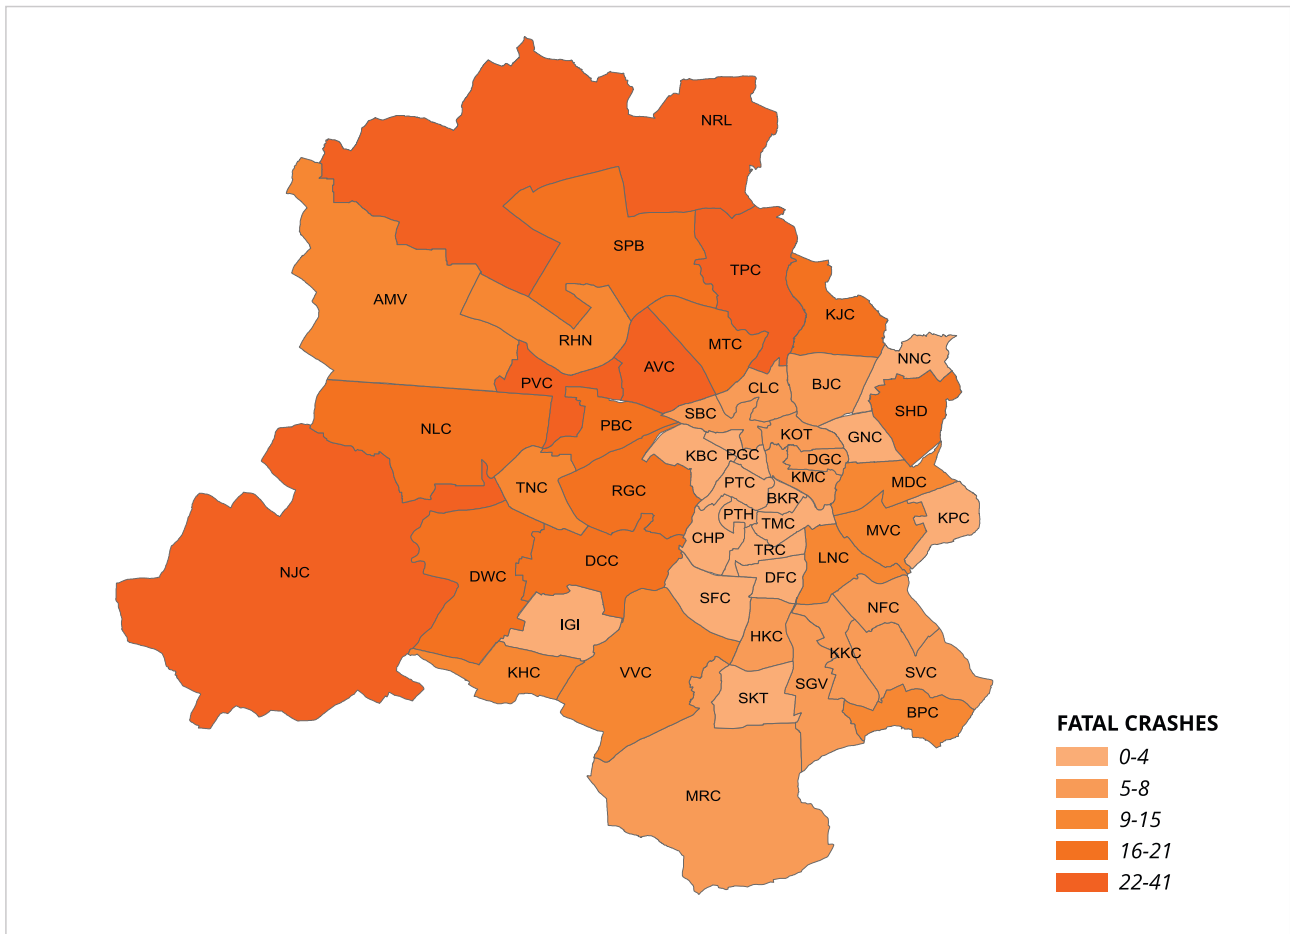 NRL
SPB
TPC
AMV
KJC
RHN
MTC
NNC
AVC
PVC
CLC
BJC
SHD
SBC
PBC
NLC
KOT
GNC
KBC
PGC
DGC
KMC
PTC
MDC
TNC
RGC
BKR
PTH
TMC
KPC
MVC
CHP
TRC
LNC
DCC
NJC
DWC
DFC
SFC
NFC
IGI
HKC
KKC
KHC
VVC
SVC
SGV
SKT
BPC
MRC
FATAL CRASHES
0-4
5-8
9-15
16-21
22-41